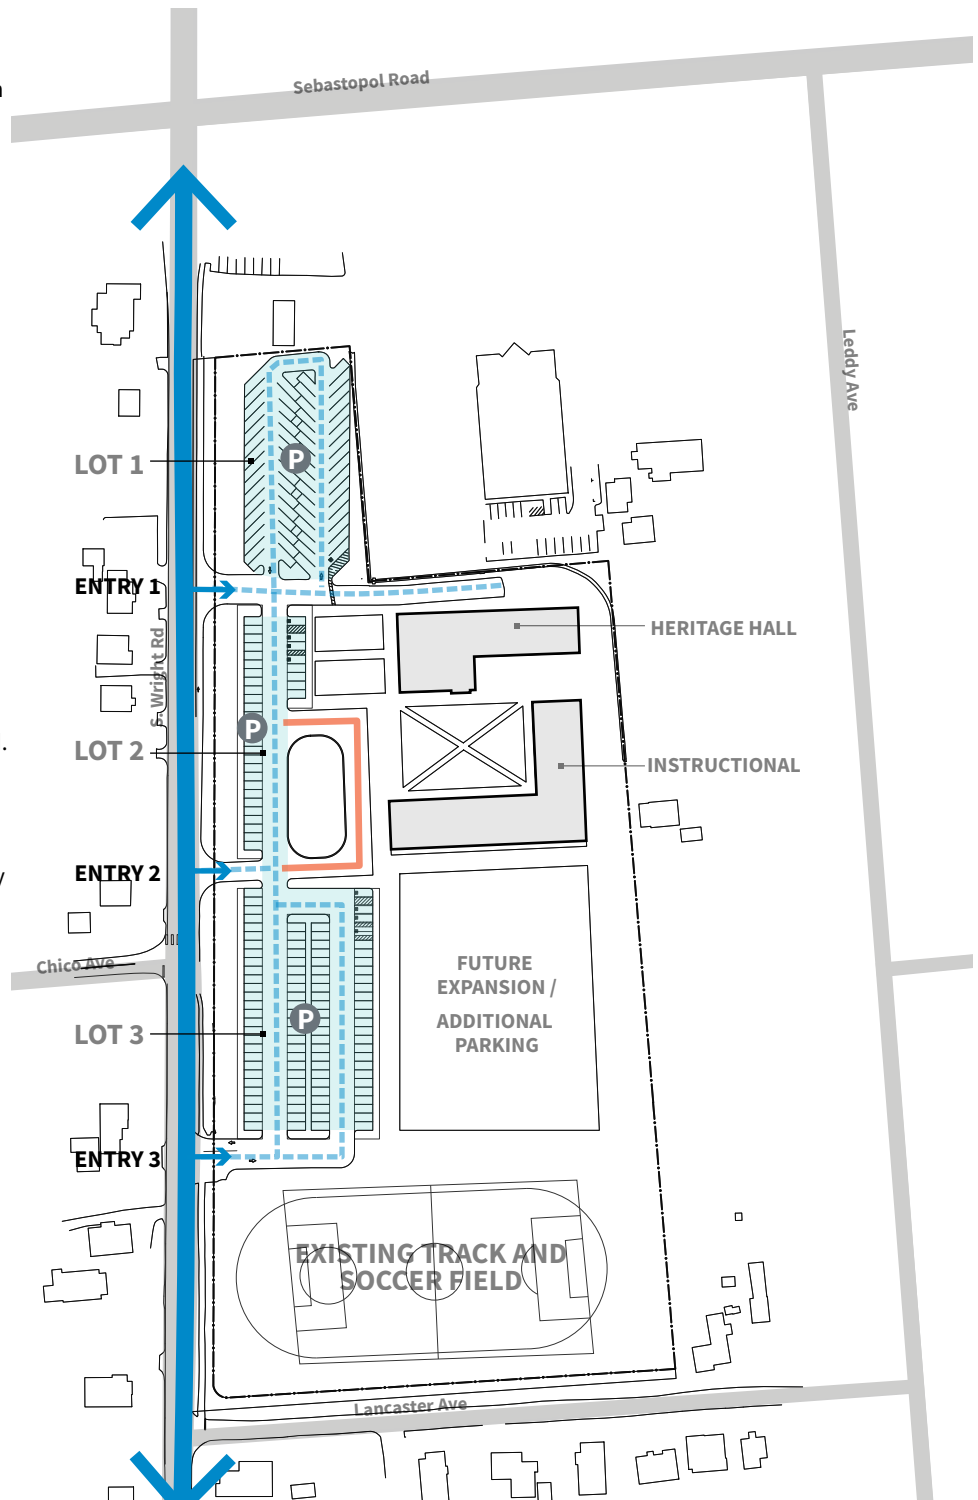 Sebastopol Road
Leddy Ave
LOT 1
P
ENTRY 1
HERITAGE HALL
S. Wright Rd
P
LOT 2
.
INSTRUCTIONAL
ENTRY 2
Chico Ave
FUTURE
EXPANSION /
ADDITIONAL
PARKING
LOT 3
P
ENTRY 3
EXISTING TRACK AND
SOCCER FIELD
Lancaster Ave